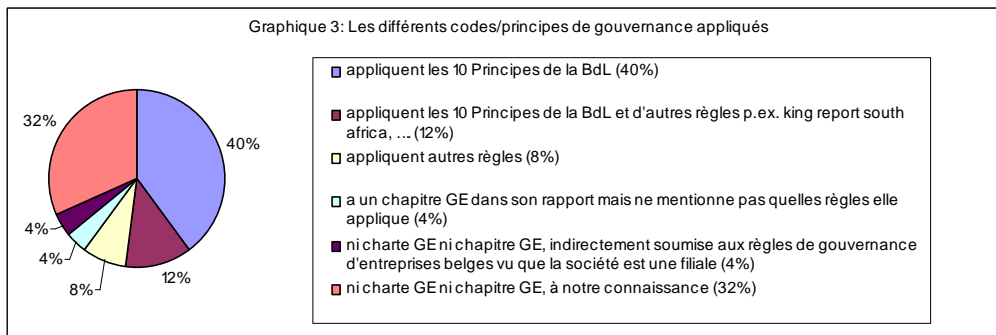 Graphique 3: Les différents codes/principes de gouvernance appliqués
32%
40%
4%
4%
8%
12%
appliquent les 10 Principes de la BdL (40%)
appliquent les 10 Principes de la BdL et d'autres règles p.ex. king report south
africa, ... (12%)
appliquent autres règles (8%)
a un chapitre GE dans son rapport mais ne mentionne pas quelles règles elle
applique (4%)
ni charte GE ni chapitre GE, indirectement soumise aux règles de gouvernance
d'entreprises belges vu que la société est une filiale (4%)
ni charte GE ni chapitre GE, à notre connaissance (32%)